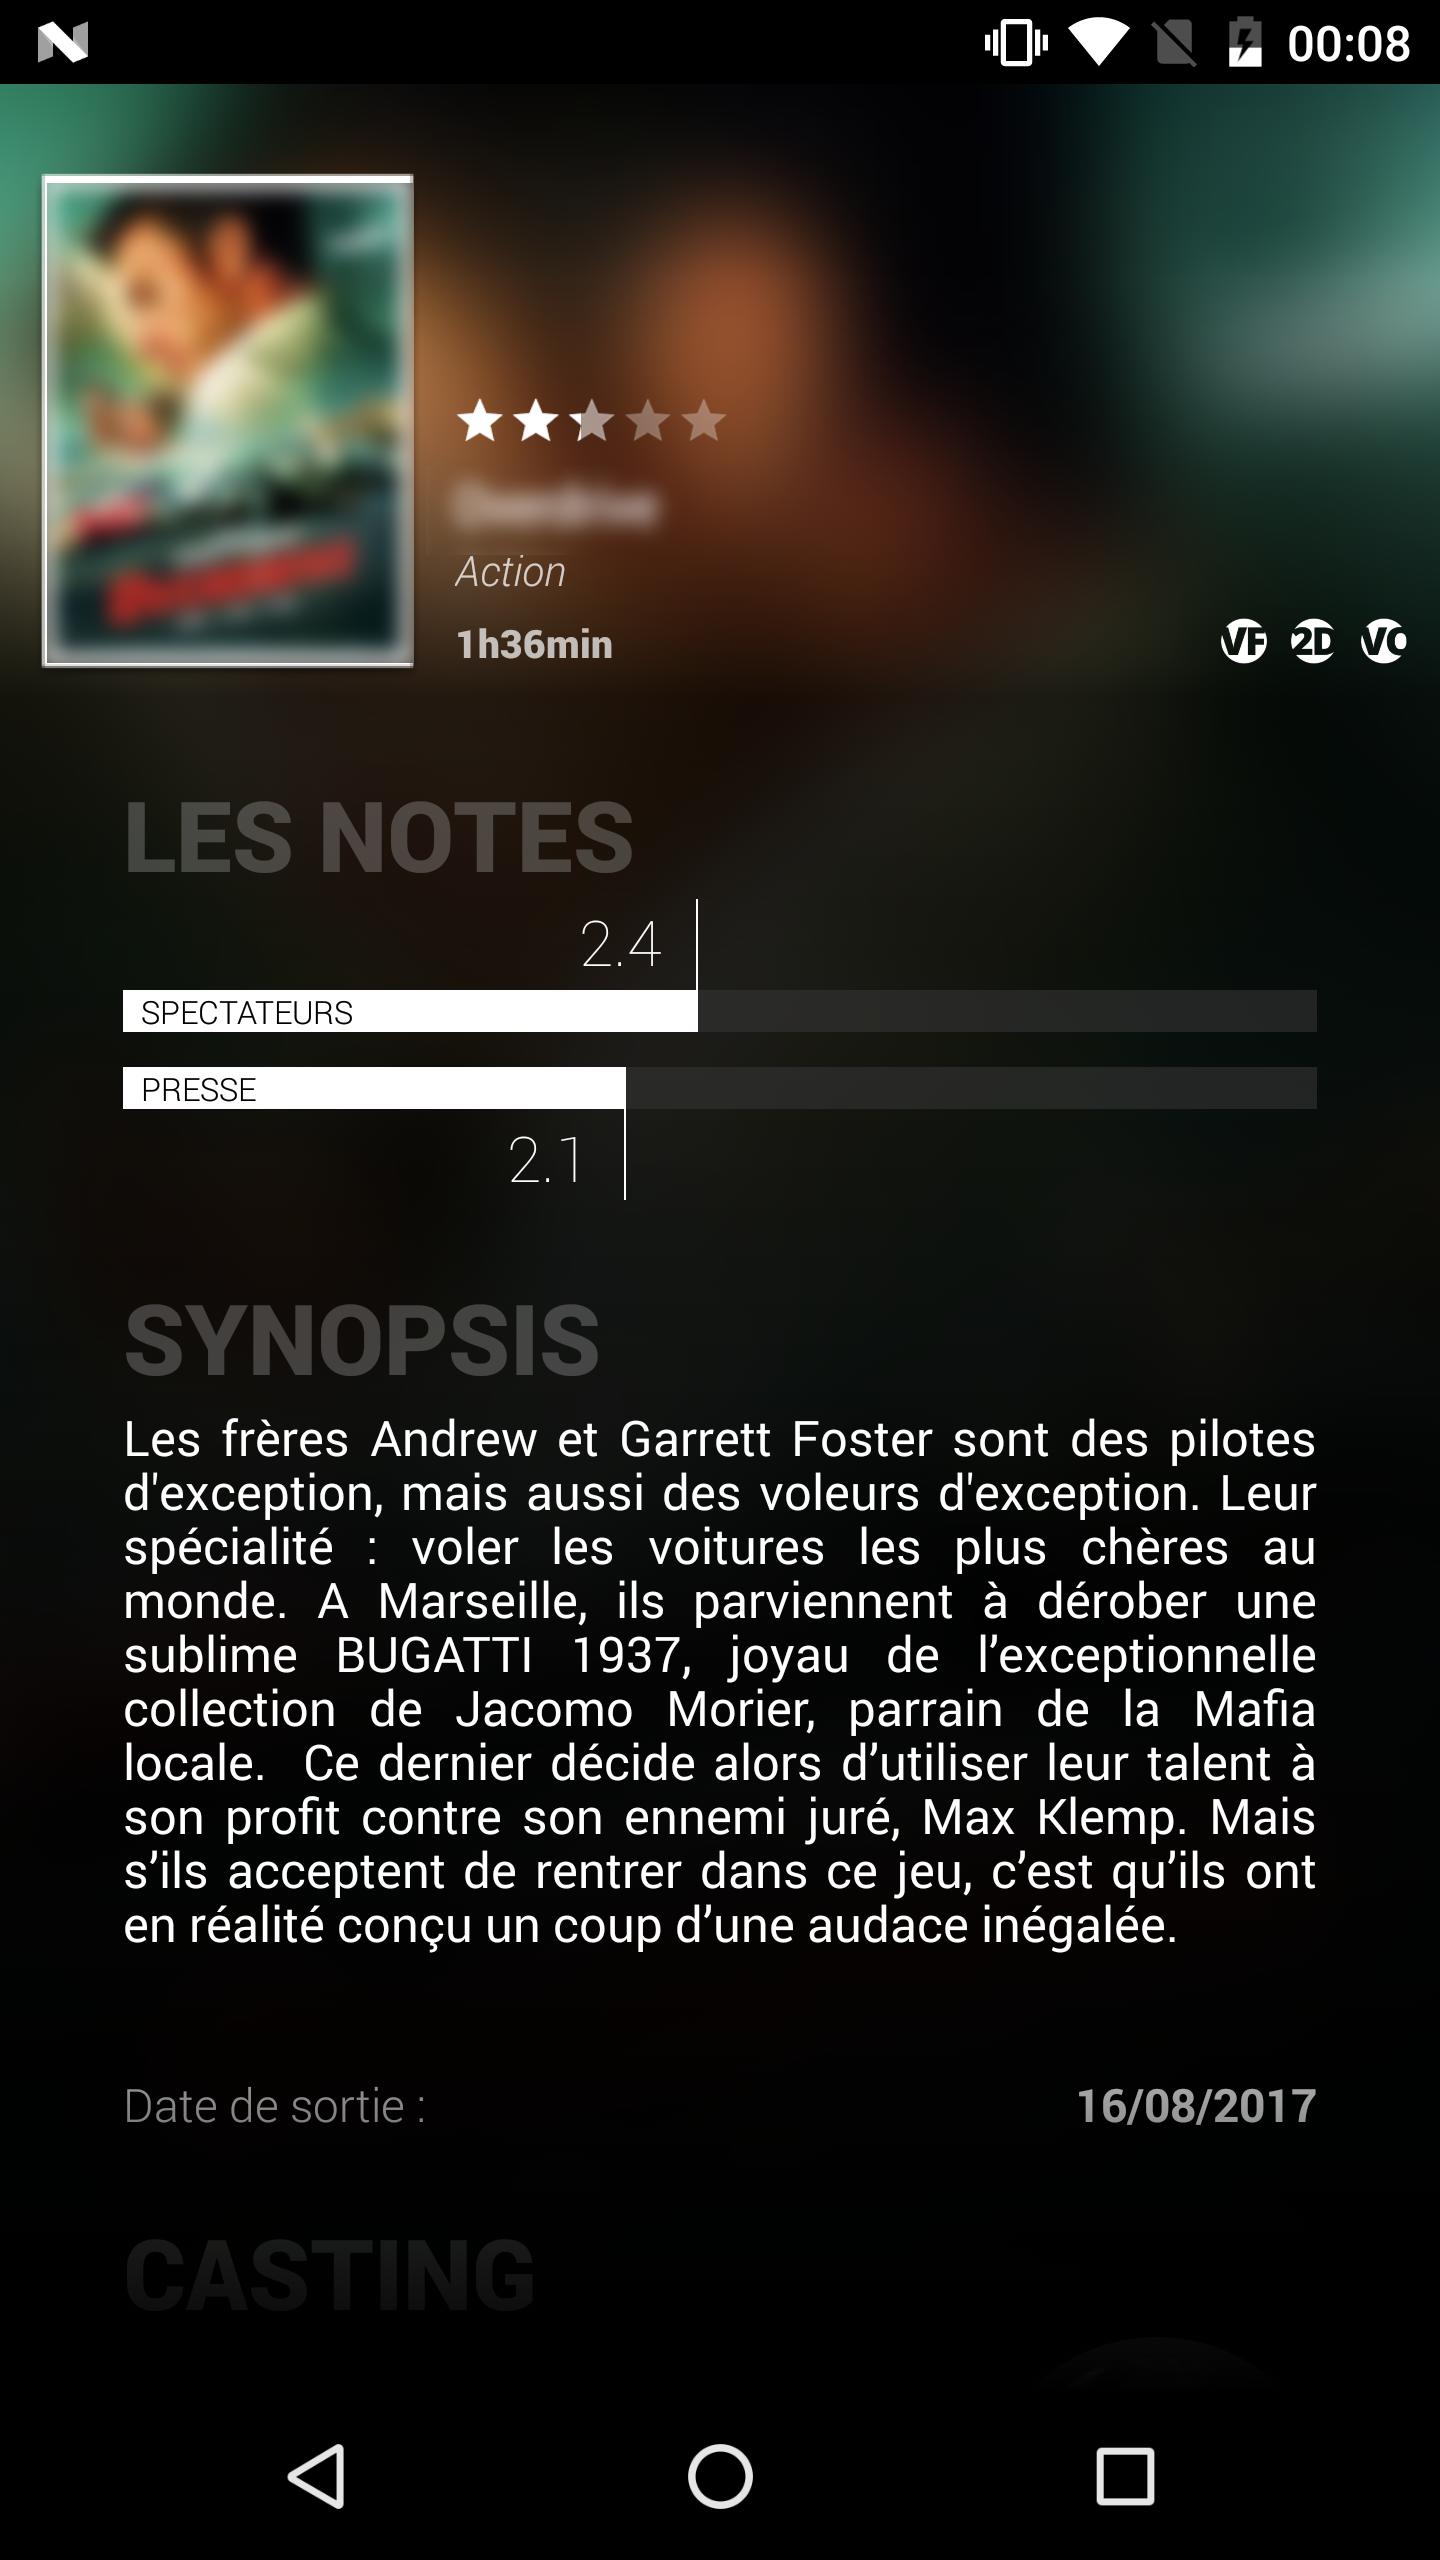 00:08
Action
1h36min
VF 2D VO
LES NOTES
2.4
SPECTATEURS
PRESSE
2.1
SYNOPSIS
Les frères Andrew et Garrett Foster sont des pilotes
d'exception, mais aussi des voleurs d'exception. Leur
spécialité : voler les voitures les plus chères au
monde. A Marseille, ils parviennent à dérober une
sublime BUGATTI 1937, joyau de l’exceptionnelle
collection de Jacomo Morier, parrain de la Mafia
locale.  Ce dernier décide alors d’utiliser leur talent à
son profit contre son ennemi juré, Max Klemp. Mais
s’ils acceptent de rentrer dans ce jeu, c’est qu’ils ont
en réalité conçu un coup d’une audace inégalée.
Date de sortie : 16/08/2017
CASTING